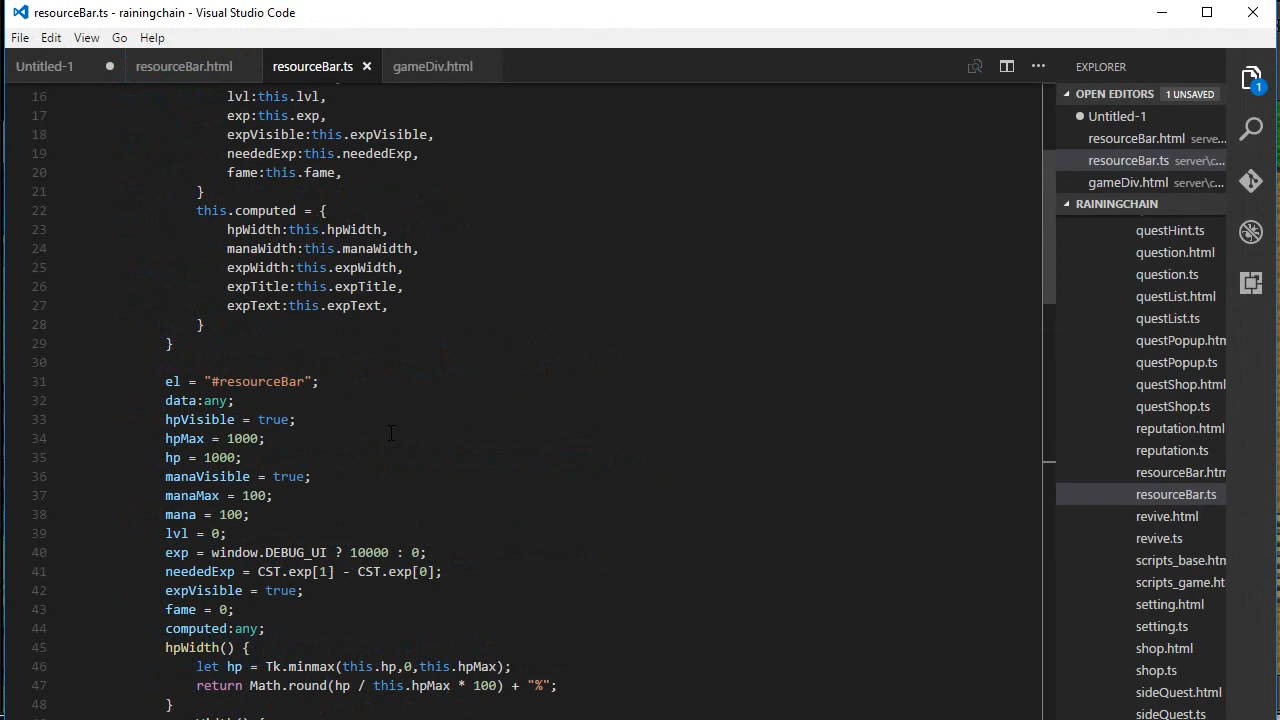 resourceBar.ts - rainingchain - Visual Studio Code
File Edit View Go Help
Untitled-1 resourceBar.html resourceBar.ts gameDiv.html
16 lvl:this.lvl,
17 exp:this.exp,
18 expVisible:this.expVisible,
19 neededExp:this.neededExp,
20 fame:this.fame,
21 }
22 this.computed = {
23 hpWidth:this.hpWidth,
24 manaWidth:this.manaWidth,
25 expWidth:this.expWidth,
26 expTitle:this.expTitle,
27 expText:this.expText,
28 }
29 }
30
31 el = "#resourceBar";
32 data:any;
33 hpVisible = true;
34 hpMax = 1000;
35 hp = 1000;
36 manaVisible = true;
37 manaMax = 100;
38 mana = 100;
39 lvl = 0;
40 exp = window.DEBUG_UI ? 10000 : 0;
41 neededExp = CST.exp[1] - CST.exp[0];
42 expVisible = true;
43 fame = 0;
44 computed:any;
45 hpWidth() {
46 let hp = Tk.minmax(this.hp,0,this.hpMax);
47 return Math.round(hp / this.hpMax * 100) + "%";
48 }
EXPLORER
OPEN EDITORS 1 UNSAVED
Untitled-1
resourceBar.html serve...
resourceBar.ts server\c...
gameDiv.html server\c...
RAININGCHAIN
questHint.ts
question.html
question.ts
questList.html
questList.ts
questPopup.htm
questPopup.ts
questShop.html
questShop.ts
reputation.html
reputation.ts
resourceBar.htm
resourceBar.ts
revive.html
revive.ts
scripts_base.htm
scripts_game.ht
setting.html
setting.ts
shop.html
shop.ts
sideQuest.html
sideQuest.ts
1